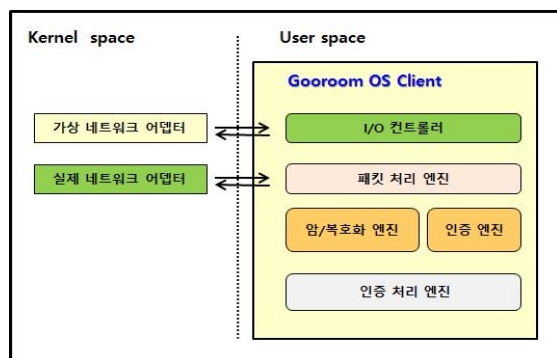 Kernel space
User space
Gooroom OS Client
가상 네트워크 어뎁터
I/O 컨트롤러
실제 네트워크 어뎁터
패킷 처리 엔진
암/복호화 엔진
인증 엔진
인증 처리 엔진